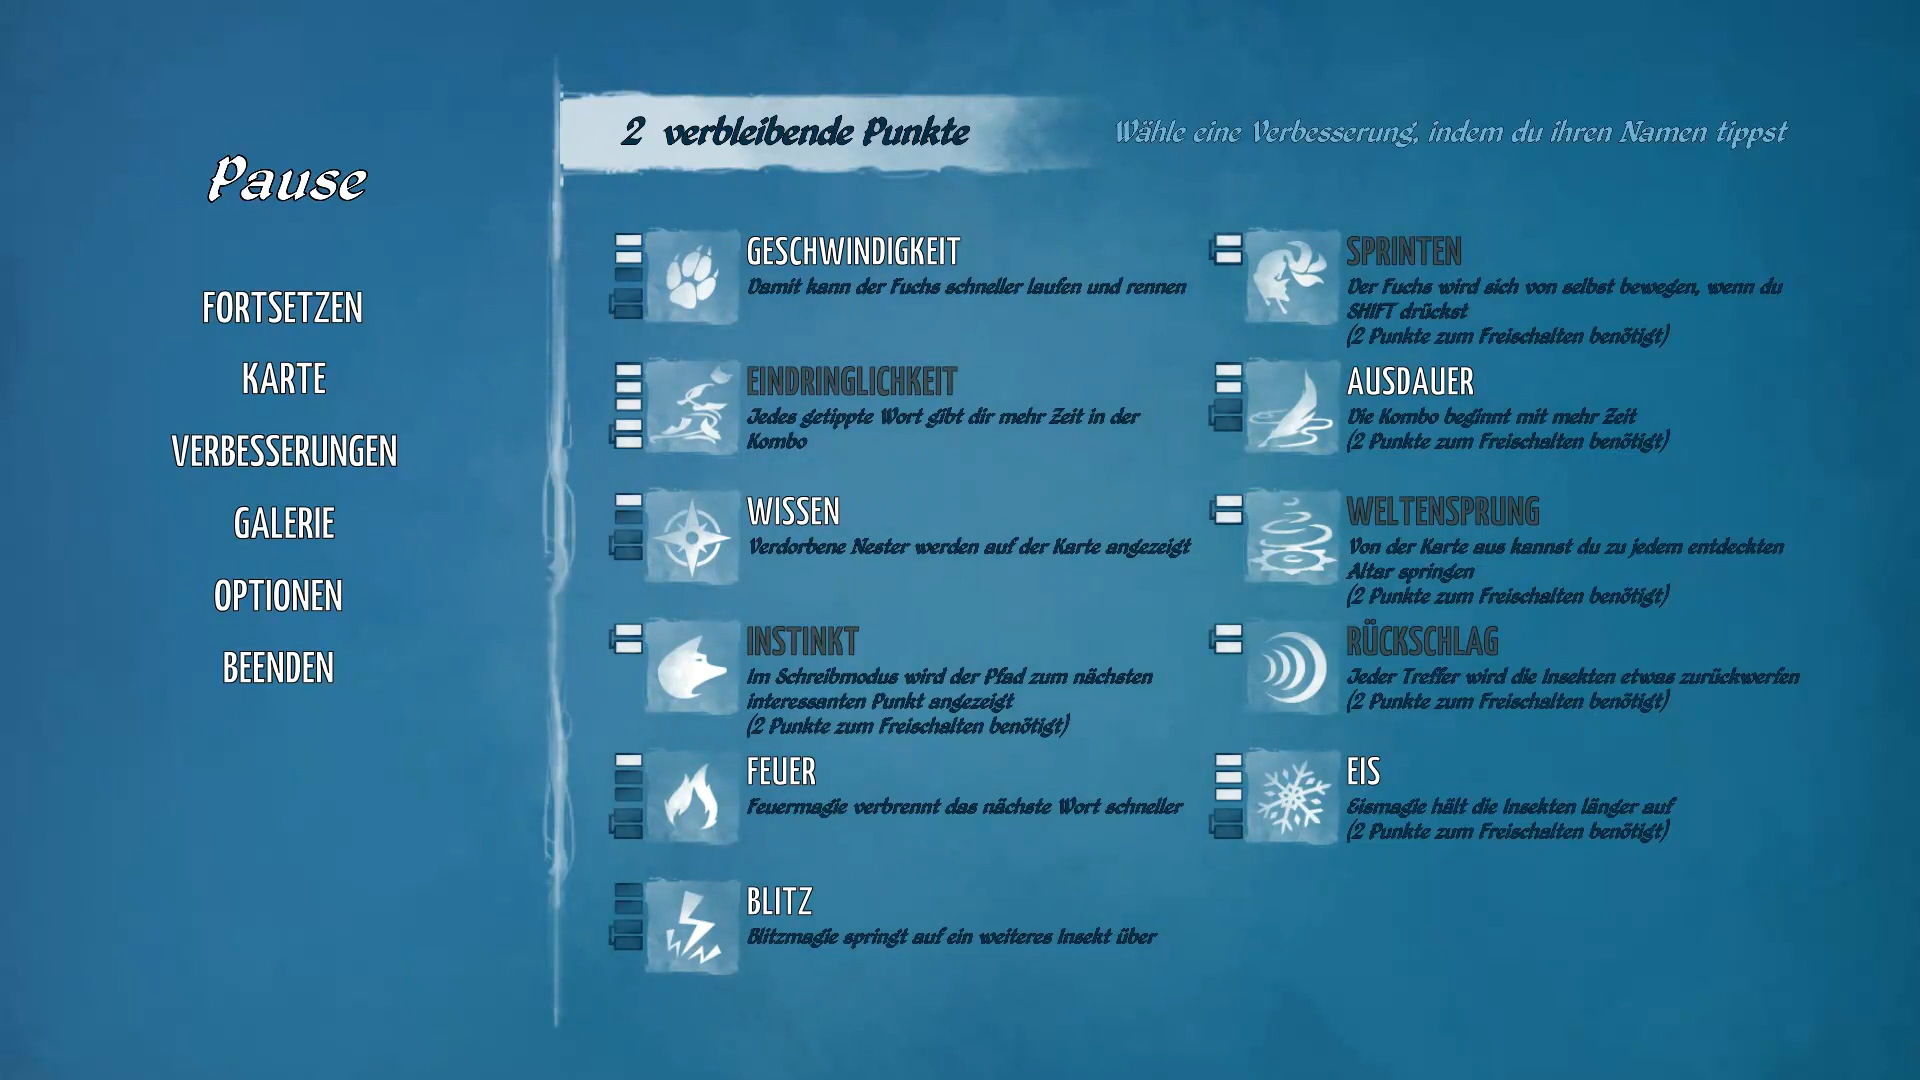 Pause
FORTSETZEN
KARTE
VERBESSERUNGEN
GALERIE
OPTIONEN
BEENDEN
2 verbleibende Punkte
Wähle eine Verbesserung, indem du ihren Namen tippst
GESCHWINDIGKEIT
Damit kann der Fuchs schneller laufen und rennen
SPRINTEN
Der Fuchs wird sich von selbst bewegen, wenn du
SHIFT drückst
(2 Punkte zum Freischalten benötigt)
EINDRINGLICHKEIT
Jedes getippte Wort gibt dir mehr Zeit in der
Kombo
AUSDAUER
Die Kombo beginnt mit mehr Zeit
(2 Punkte zum Freischalten benötigt)
WISSEN
Verdorbene Nester werden auf der Karte angezeigt
WELTENSPRUNG
Von der Karte aus kannst du zu jedem entdeckten
Altar springen
(2 Punkte zum Freischalten benötigt)
INSTINKT
Im Schreibmodus wird der Pfad zum nächsten
interessanten Punkt angezeigt
(2 Punkte zum Freischalten benötigt)
RÜCKSCHLAG
Jeder Treffer wird die Insekten etwas zurückwerfen
(2 Punkte zum Freischalten benötigt)
FEUER
Feuermagie verbrennt das nächste Wort schneller
EIS
Eismagie hält die Insekten länger auf
(2 Punkte zum Freischalten benötigt)
BLITZ
Blitzmagie springt auf ein weiteres Insekt über